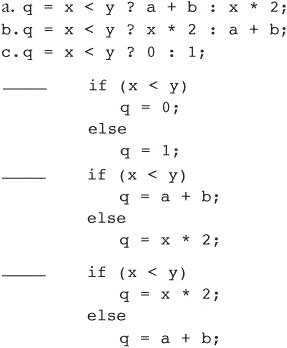 a. q = x < y ? a + b : x * 2;
b. q = x < y ? x * 2 : a + b;
c. q = x < y ? 0 : 1;
_____ if (x < y)
q = 0;
else
q = 1;
_____ if (x < y)
q = a + b;
else
q = x * 2;
_____ if (x < y)
q = x * 2;
else
q = a + b;